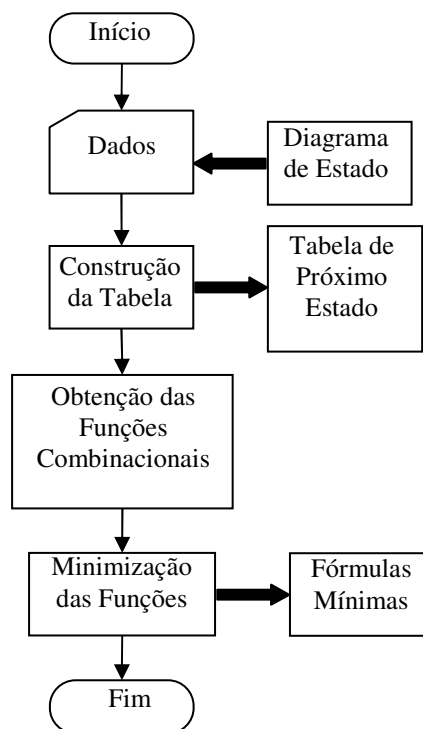 Início
Dados
Diagrama
de Estado
Construção
da Tabela
Tabela de
Próximo
Estado
Obtenção das
Funções
Combinacionais
Minimização
das Funções
Fórmulas
Mínimas
Fim